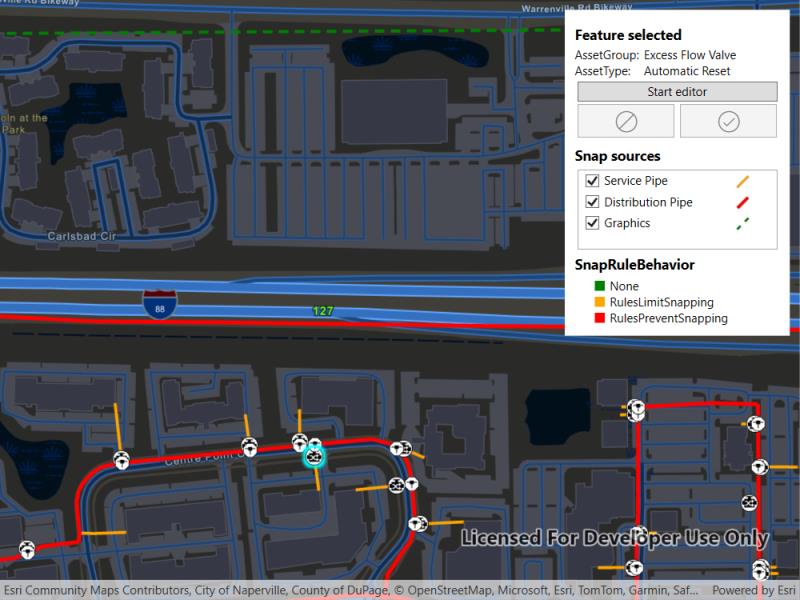 ville Rd Bikeway
Warrenville Rd Bikeway
Feature selected
AssetGroup: Excess Flow Valve
AssetType: Automatic Reset
Start editor
Snap sources
Service Pipe
Distribution Pipe
Graphics
SnapRuleBehavior
None
RulesLimitSnapping
RulesPreventSnapping
oln at the
Park
Carlsbad Cir
88
127
Centre Point C
Licensed For Developer Use Only
Esri Community Maps Contributors, City of Naperville, County of DuPage, © OpenStreetMap, Microsoft, Esri, TomTom, Garmin, Saf... Powered by Esri